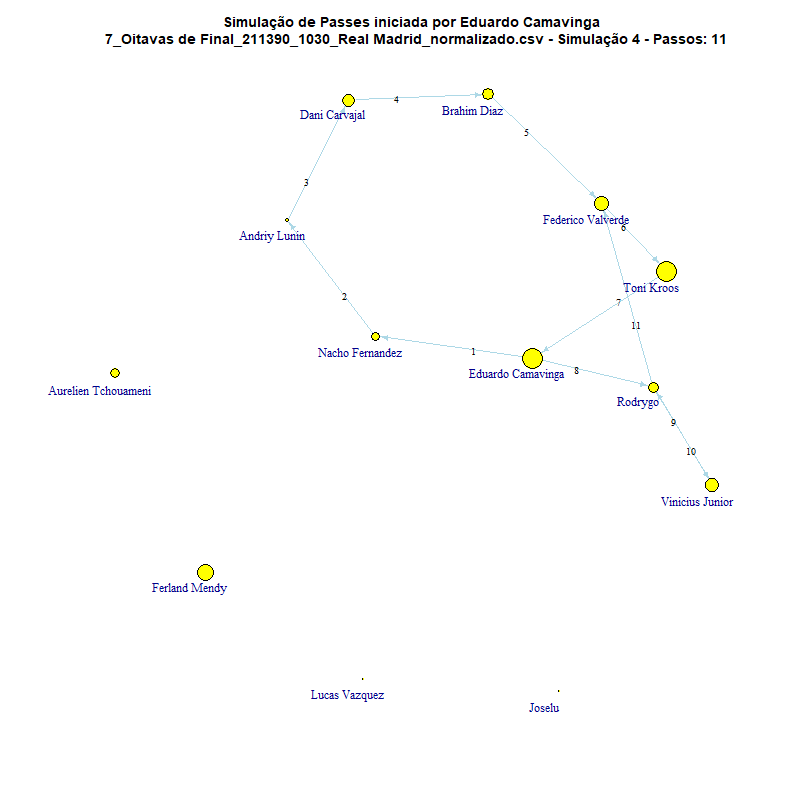 Simulação de Passes iniciada por Eduardo Camavinga
7_Oitavas de Final_211390_1030_Real Madrid_normalizado.csv - Simulação 4 - Passos: 11
4
Dani Carvajal
Brahim Diaz
5
3
Federico Valverde
6
Andriy Lunin
Toni Kroos
2
7
11
Nacho Fernandez
1
Eduardo Camavinga
8
Aurelien Tchouameni
Rodrygo
9
10
Vinicius Junior
Ferland Mendy
Lucas Vazquez
Joselu